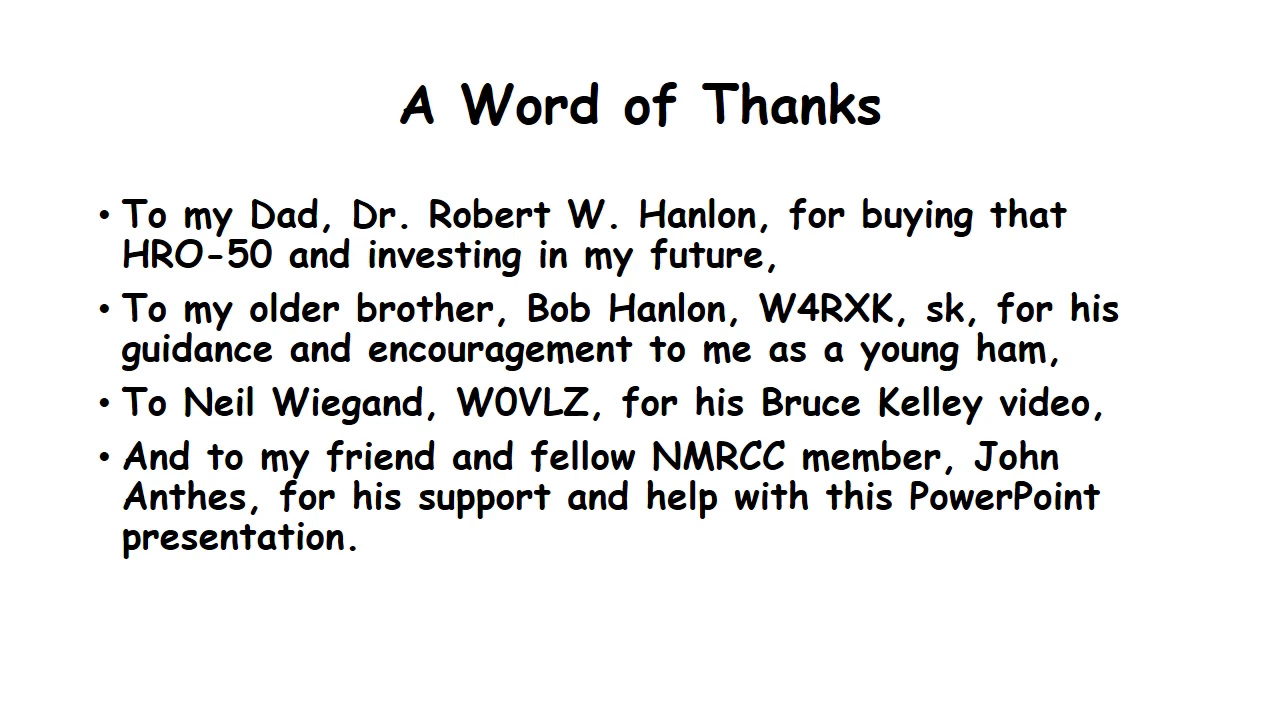 A Word of Thanks
• To my Dad, Dr. Robert W. Hanlon, for buying that
HRO-50 and investing in my future,
• To my older brother, Bob Hanlon, W4RXK, sk, for his
guidance and encouragement to me as a young ham,
• To Neil Wiegand, W0VLZ, for his Bruce Kelley video,
• And to my friend and fellow NMRCC member, John
Anthes, for his support and help with this PowerPoint
presentation.